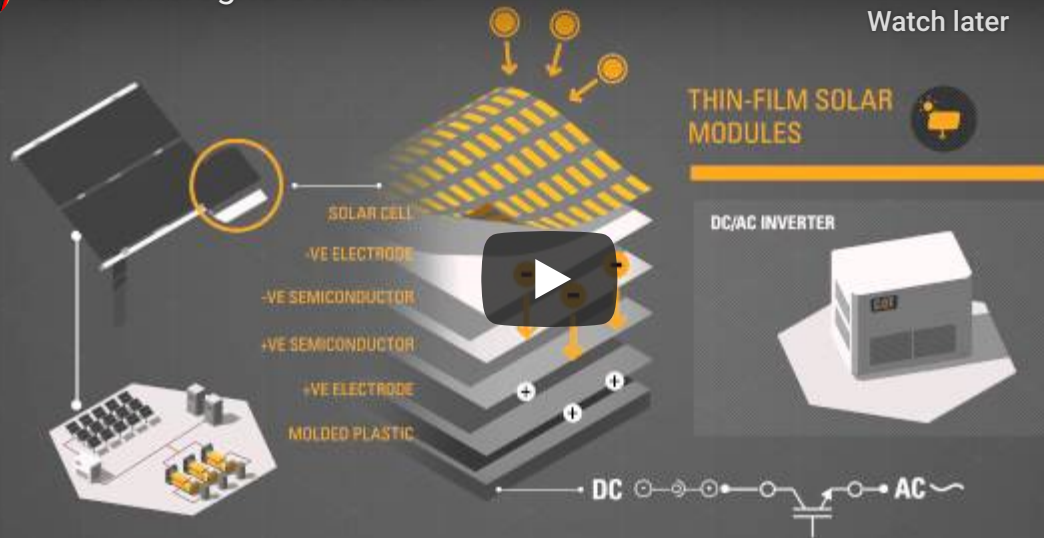 Watch later
THIN-FILM SOLAR
MODULES
SOLAR CELL
-VE ELECTRODE
-VE SEMICONDUCTOR
+VE SEMICONDUCTOR
+VE ELECTRODE
MOLDED PLASTIC
DC/AC INVERTER
CAT
DC
AC